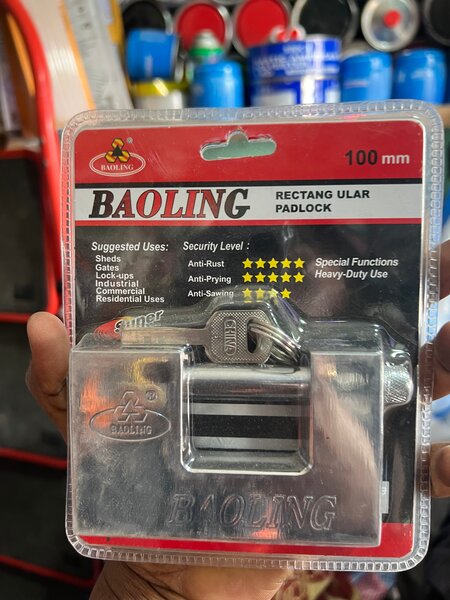 BAOLING
100 mm
BAOLING
RECTANG ULAR
PADLOCK
Suggested Uses:
Sheds
Gates
Lock-ups
Industrial
Commercial
Residential Uses
Security Level :
Anti-Rust ★★★★★
Anti-Prying ★★★★★
Anti-Sawing ★★★★
Special Functions
Heavy-Duty Use
super
CHINA
®
BAOLING
BAOLING